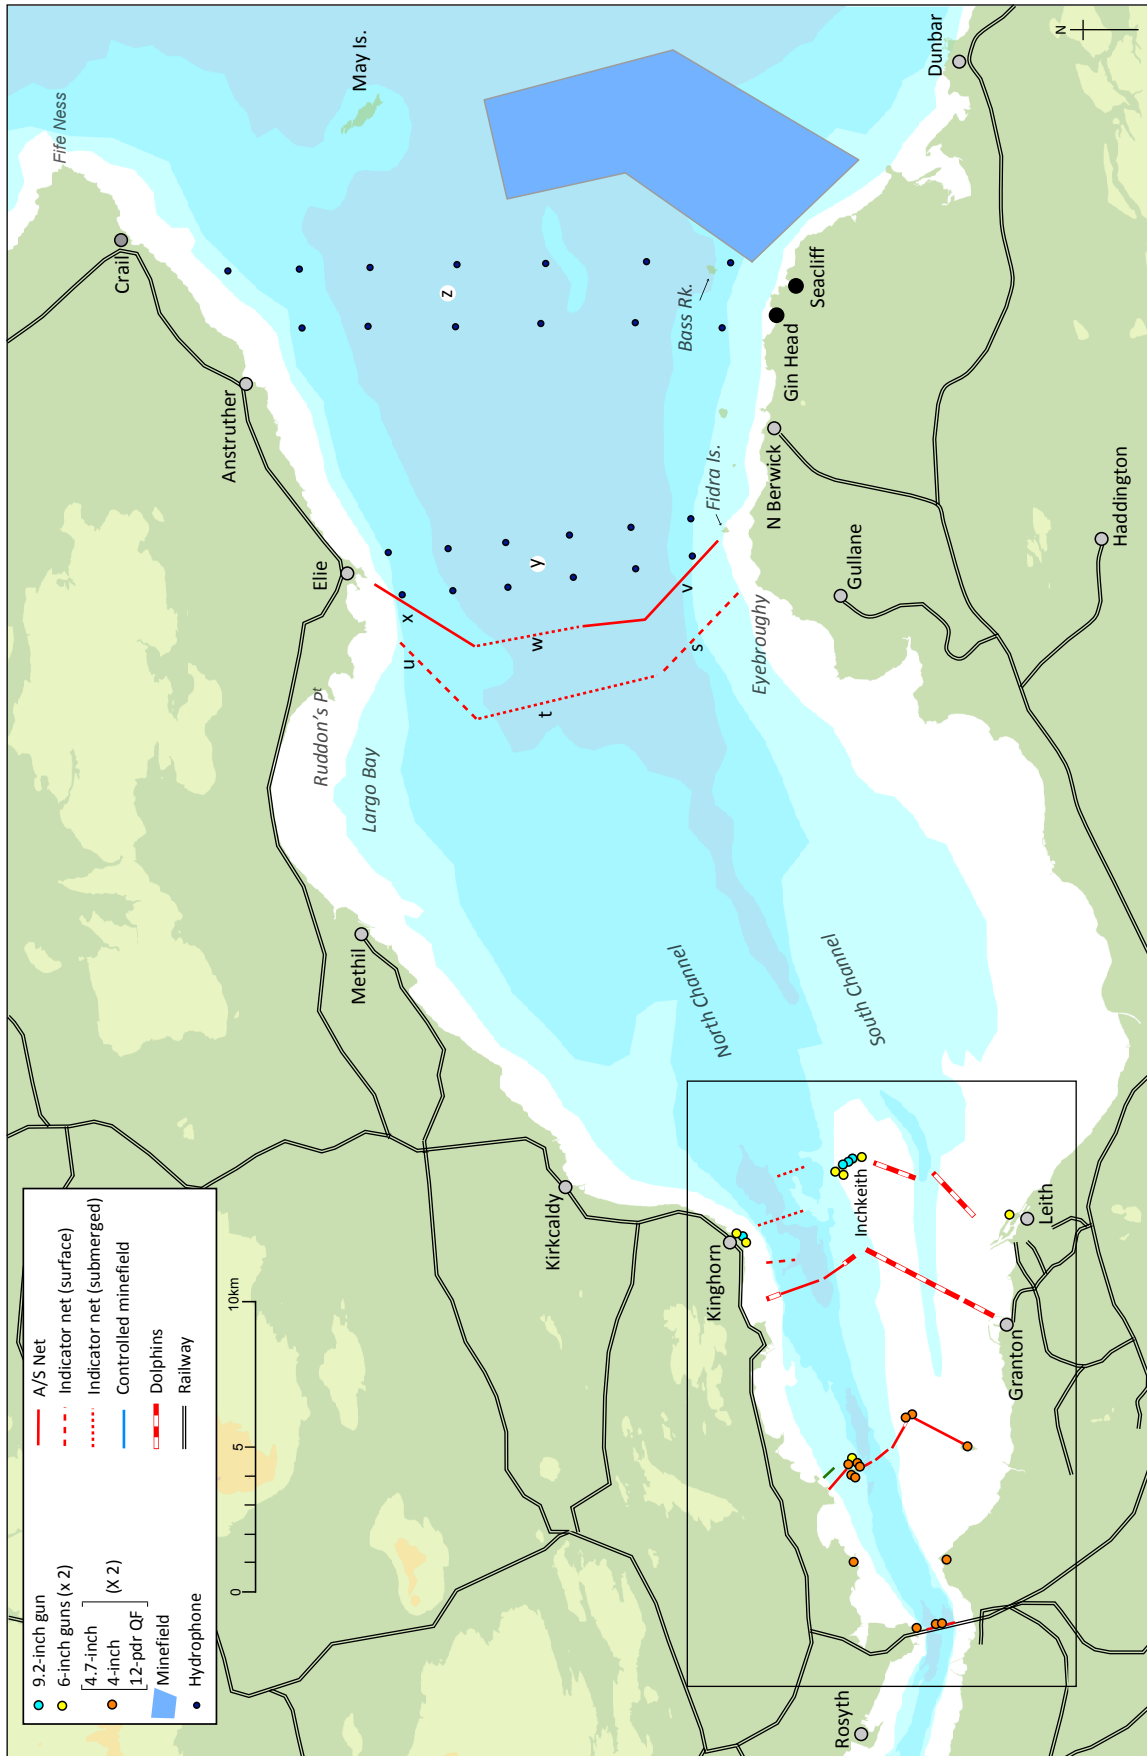 9.2-inch gun
6-inch guns (x 2)
4.7-inch
4-inch
12-pdr QF
(X 2)
Minefield
Hydrophone
A/S Net
Indicator net (surface)
Indicator net (submerged)
Controlled minefield
Dolphins
Railway
0
5
10km
Fife Ness
Crail
May Is.
Anstruther
Elie
Ruddon's Pt
Largo Bay
Methil
Kirkcaldy
Kinghorn
North Channel
South Channel
Inchkeith
Leith
Granton
Rosyth
u
x
t
w
y
s
v
z
Eyebroughy
Fidra Is.
Bass Rk.
Gullane
N Berwick
Gin Head
Seacliff
Haddington
Dunbar
N